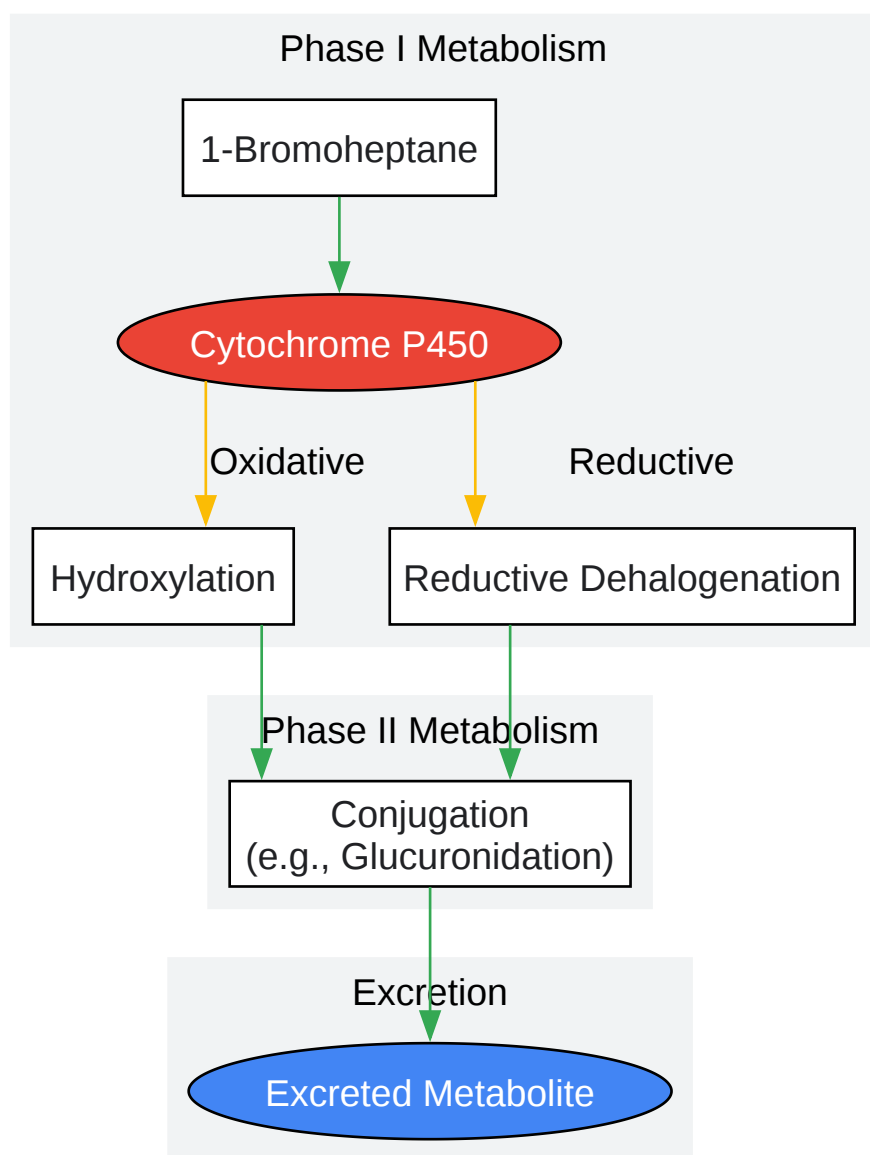 Phase I Metabolism
1-Bromoheptane
Cytochrome P450
Oxidative
Reductive
Hydroxylation
Reductive Dehalogenation
Phase II Metabolism
Conjugation
(e.g., Glucuronidation)
Excretion
Excreted Metabolite